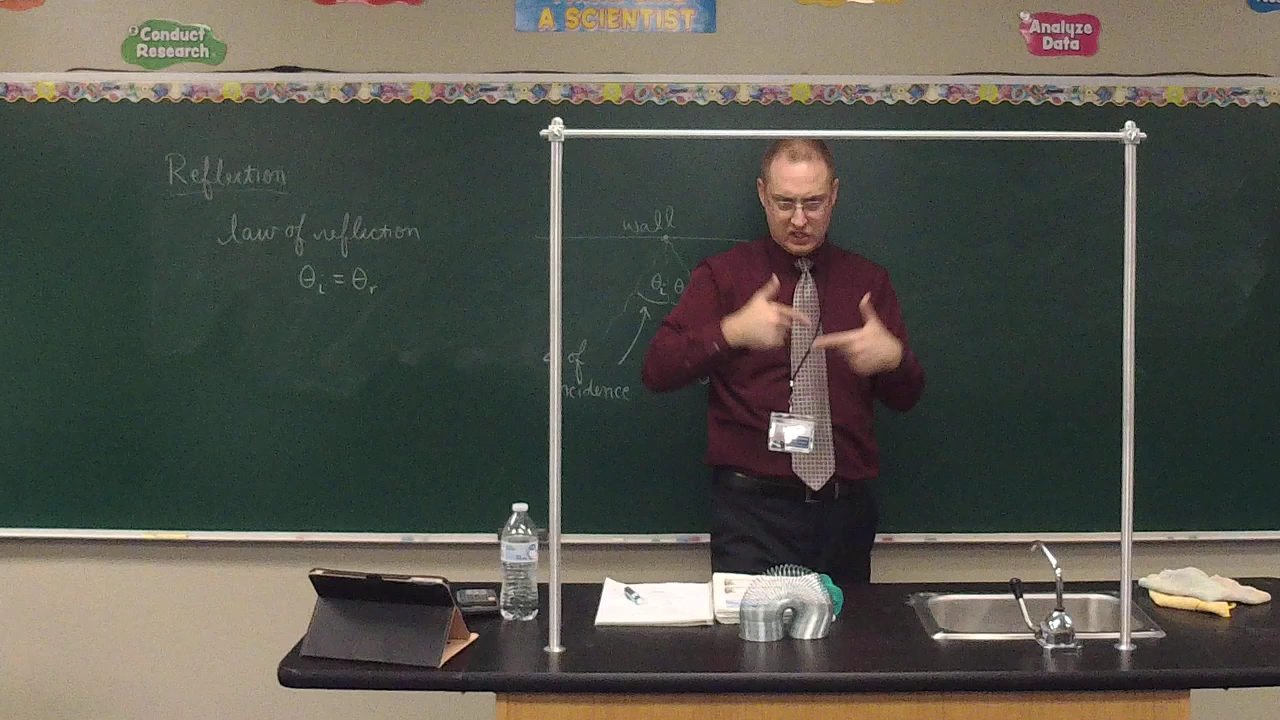 A SCIENTIST
Conduct
Research
Analyze
Data
Reflection
law of reflection
θi = θr
wall
θi θ
of
ncidence